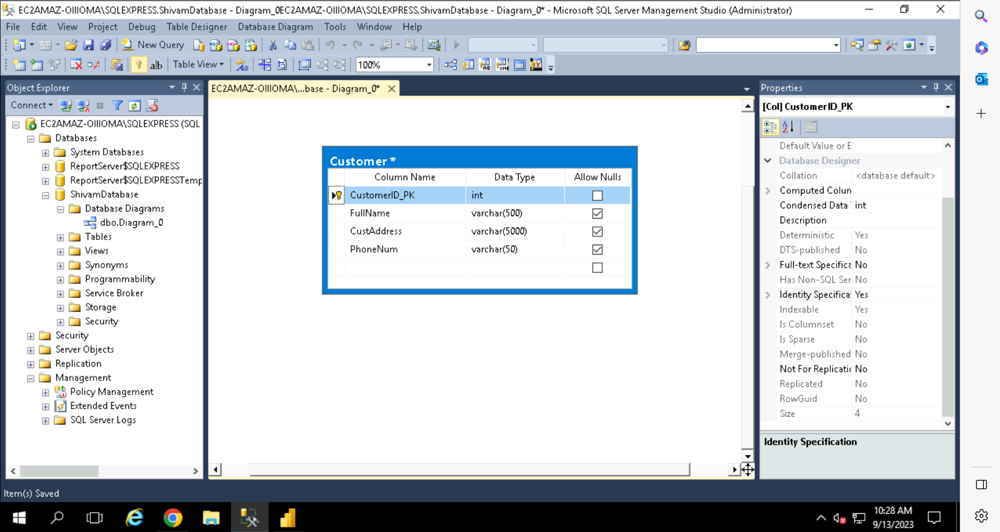 EC2AMAZ-OIIIOMA\SQLEXPRESS.ShivamDatabase - Diagram_0EC2AMAZ-OIIIOMA\SQLEXPRESS.ShivamDatabase - Diagram_0* - Microsoft SQL Server Management Studio (Administrator)
File Edit View Project Debug Table Designer Database Diagram Tools Window Help
New Query
a|b Table View 100%
Object Explorer
Connect
EC2AMAZ-OIIIOMA\SQLEXPRESS (SQL
Databases
System Databases
ReportServer$SQLEXPRESS
ReportServer$SQLEXPRESSTemp
ShivamDatabase
Database Diagrams
dbo.Diagram_0
Tables
Views
Synonyms
Programmability
Service Broker
Storage
Security
Security
Server Objects
Replication
Management
Policy Management
Extended Events
SQL Server Logs
EC2AMAZ-OIIIOMA\...base - Diagram_0*
Customer *
Column Name Data Type Allow Nulls
CustomerID_PK int
FullName varchar(500)
CustAddress varchar(5000)
PhoneNum varchar(50)
Properties
[Col] CustomerID_PK
Default Value or E
Database Designer
Collation <database default>
Computed Colun
Condensed Data int
Description
Deterministic Yes
DTS-published No
Full-text Specifica No
Has Non-SQL Ser No
Identity Specifica Yes
Indexable Yes
Is Columnset No
Is Sparse No
Merge-published No
Not For Replicatic No
Replicated No
RowGuid No
Size 4
Identity Specification
Item(s) Saved
10:28 AM
9/13/2023